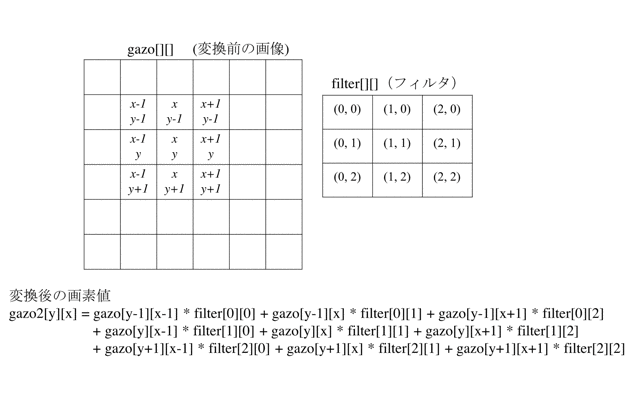 gazo[][] (変換前の画像)
filter[][]（フィルタ）
x-1 x x+1
y-1 y-1 y-1
x-1 x x+1
y y y
x-1 x x+1
y+1 y+1 y+1
(0, 0) (1, 0) (2, 0)
(0, 1) (1, 1) (2, 1)
(0, 2) (1, 2) (2, 2)
変換後の画素値
gazo2[y][x] = gazo[y-1][x-1] * filter[0][0] + gazo[y-1][x] * filter[0][1] + gazo[y-1][x+1] * filter[0][2]
+ gazo[y][x-1] * filter[1][0] + gazo[y][x] * filter[1][1] + gazo[y][x+1] * filter[1][2]
+ gazo[y+1][x-1] * filter[2][0] + gazo[y+1][x] * filter[2][1] + gazo[y+1][x+1] * filter[2][2]